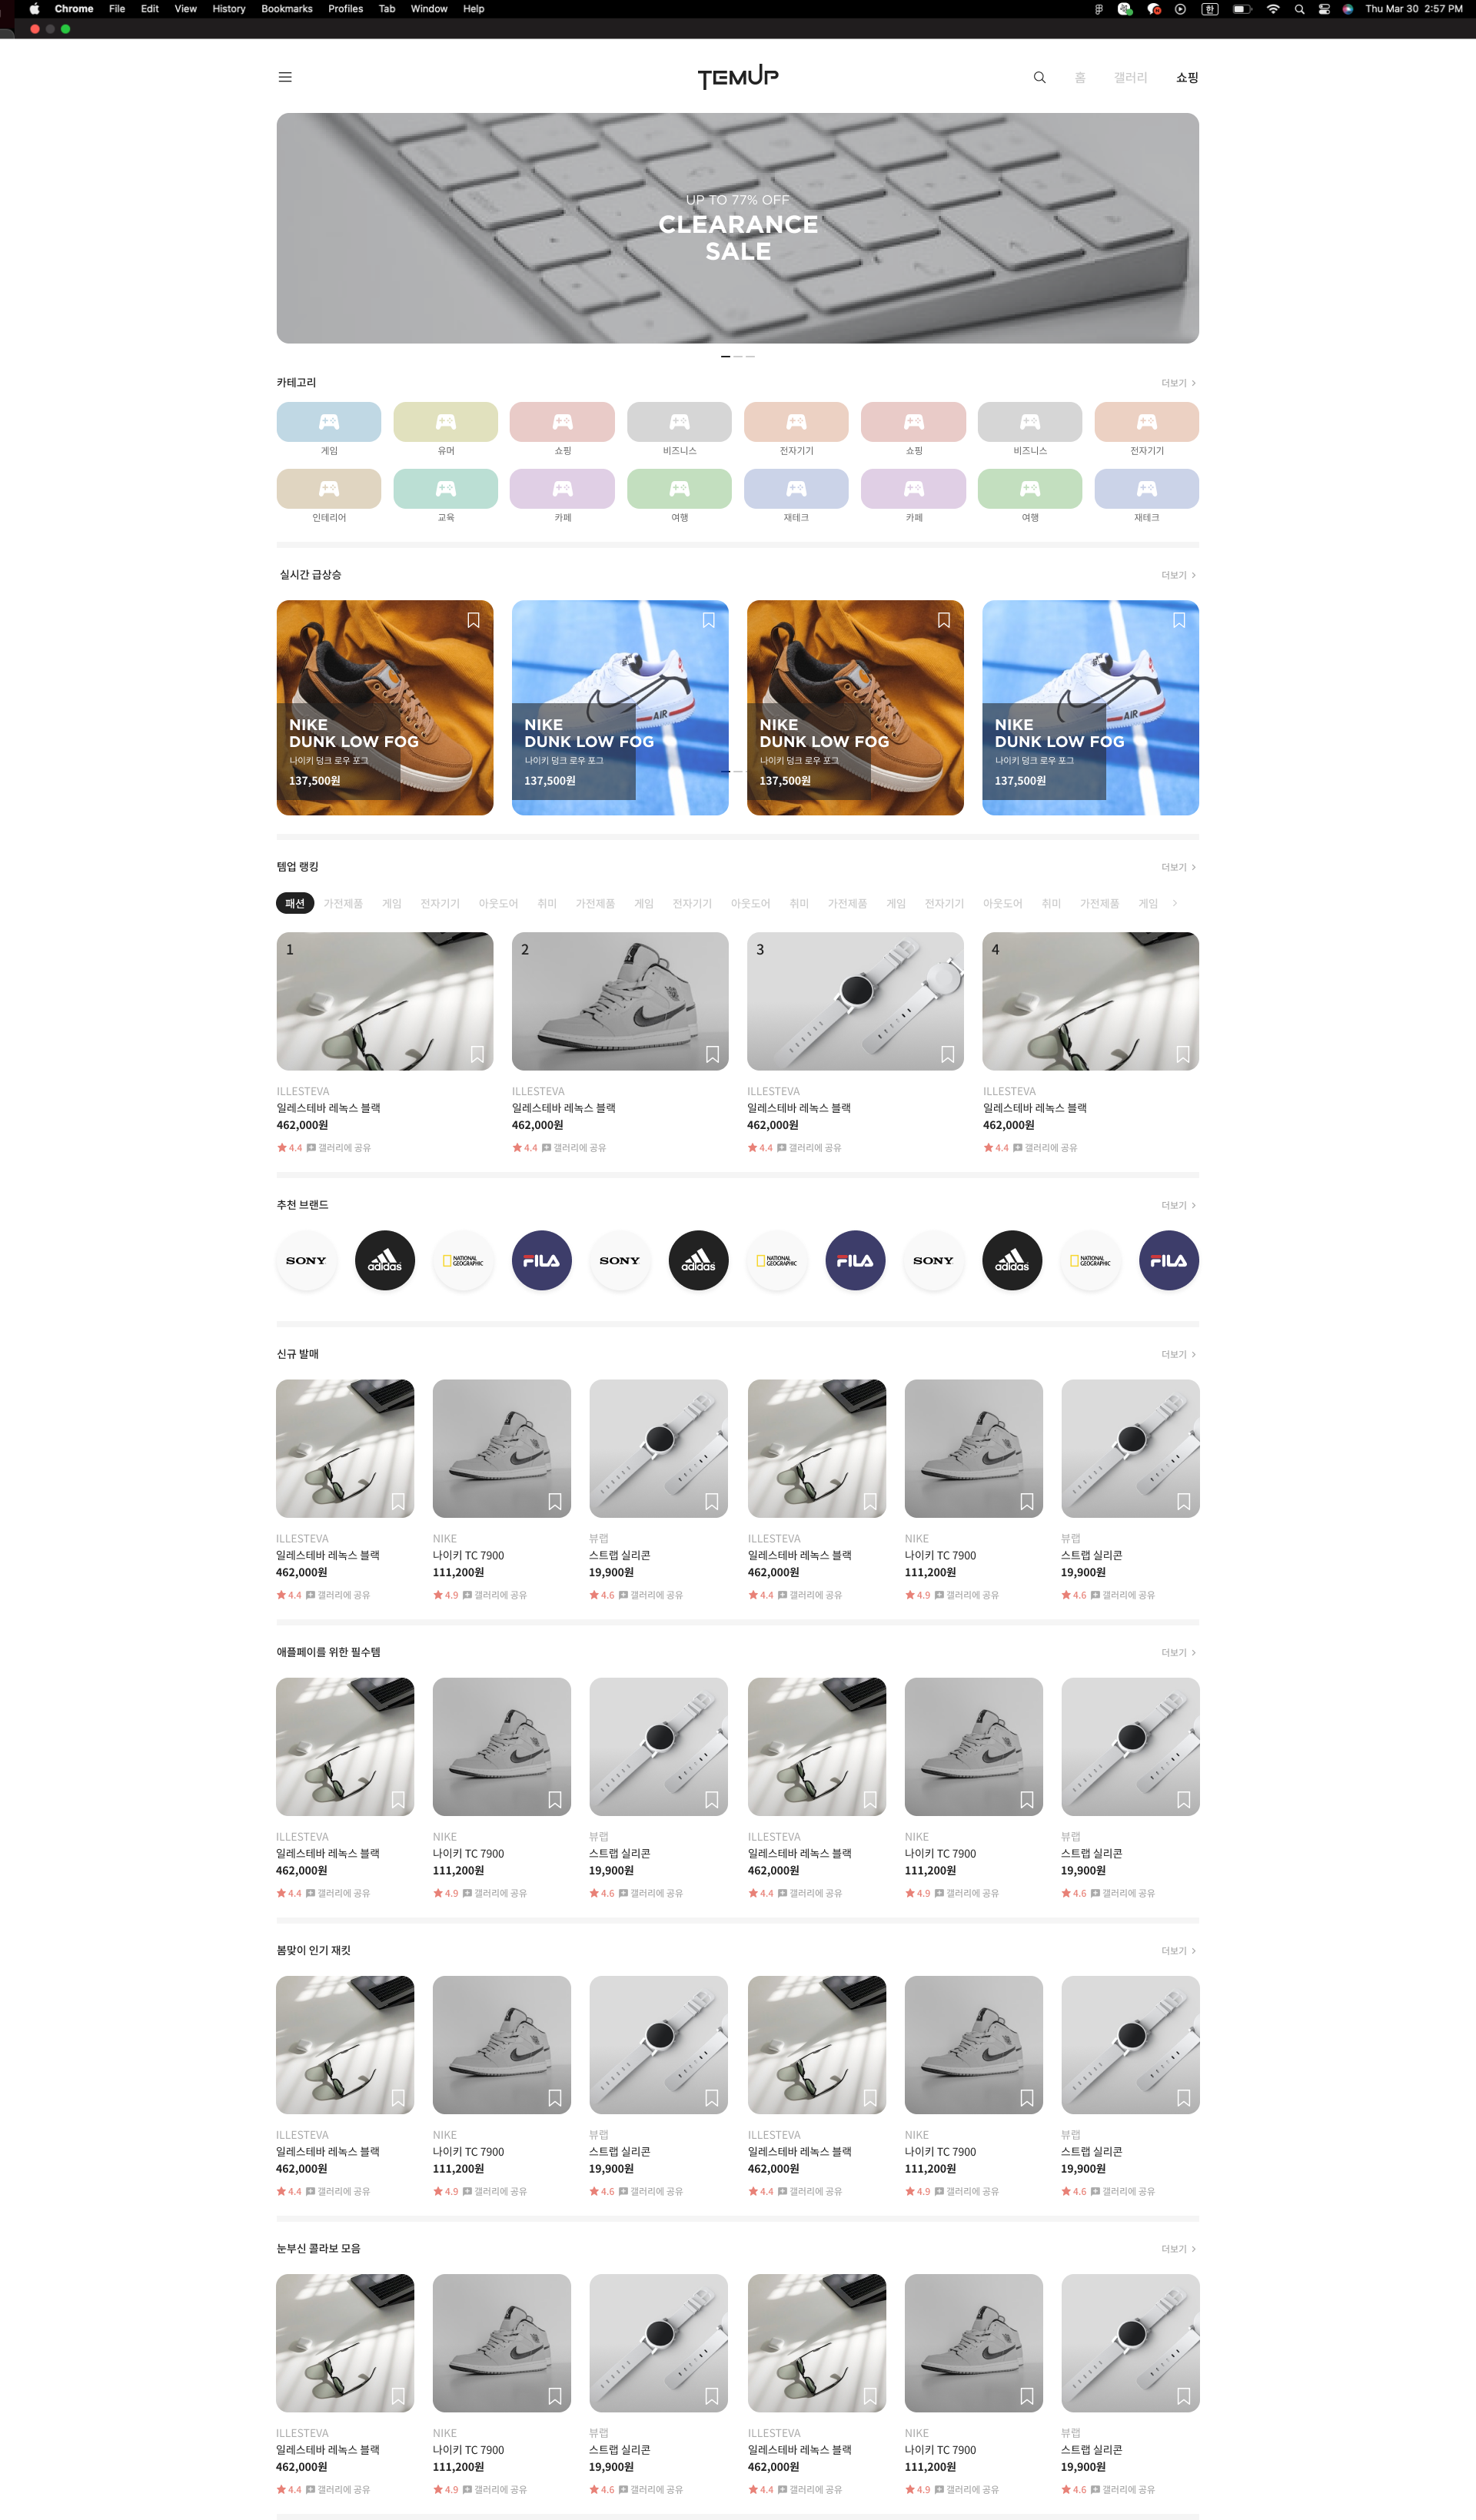 Chrome File Edit View History Bookmarks Profiles Tab Window Help 한 Thu Mar 30 2:57 PM
TEMUP 홈 갤러리 쇼핑
UP TO 77% OFF
CLEARANCE
SALE
카테고리 더보기
게임 유머 쇼핑 비즈니스 전자기기 쇼핑 비즈니스 전자기기
인테리어 교육 카페 여행 재테크 카페 여행 재테크
실시간 급상승 더보기
AIR AIR
NIKE NIKE NIKE NIKE
DUNK LOW FOG DUNK LOW FOG DUNK LOW FOG DUNK LOW FOG
나이키 덩크 로우 포그 나이키 덩크 로우 포그 나이키 덩크 로우 포그 나이키 덩크 로우 포그
137,500원 137,500원 137,500원 137,500원
템업 랭킹 더보기
패션 가전제품 게임 전자기기 아웃도어 취미 가전제품 게임 전자기기 아웃도어 취미 가전제품 게임 전자기기 아웃도어 취미 가전제품 게임
1 2 3 4
ILLESTEVA ILLESTEVA ILLESTEVA ILLESTEVA
일레스테바 레녹스 블랙 일레스테바 레녹스 블랙 일레스테바 레녹스 블랙 일레스테바 레녹스 블랙
462,000원 462,000원 462,000원 462,000원
4.4 갤러리에 공유 4.4 갤러리에 공유 4.4 갤러리에 공유 4.4 갤러리에 공유
추천 브랜드 더보기
SONY adidas NATIONAL GEOGRAPHIC FILA SONY adidas NATIONAL GEOGRAPHIC FILA SONY adidas NATIONAL GEOGRAPHIC FILA
신규 발매 더보기
ILLESTEVA NIKE 뷰랩 ILLESTEVA NIKE 뷰랩
일레스테바 레녹스 블랙 나이키 TC 7900 스트랩 실리콘 일레스테바 레녹스 블랙 나이키 TC 7900 스트랩 실리콘
462,000원 111,200원 19,900원 462,000원 111,200원 19,900원
4.4 갤러리에 공유 4.9 갤러리에 공유 4.6 갤러리에 공유 4.4 갤러리에 공유 4.9 갤러리에 공유 4.6 갤러리에 공유
애플페이를 위한 필수템 더보기
ILLESTEVA NIKE 뷰랩 ILLESTEVA NIKE 뷰랩
일레스테바 레녹스 블랙 나이키 TC 7900 스트랩 실리콘 일레스테바 레녹스 블랙 나이키 TC 7900 스트랩 실리콘
462,000원 111,200원 19,900원 462,000원 111,200원 19,900원
4.4 갤러리에 공유 4.9 갤러리에 공유 4.6 갤러리에 공유 4.4 갤러리에 공유 4.9 갤러리에 공유 4.6 갤러리에 공유
봄맞이 인기 재킷 더보기
ILLESTEVA NIKE 뷰랩 ILLESTEVA NIKE 뷰랩
일레스테바 레녹스 블랙 나이키 TC 7900 스트랩 실리콘 일레스테바 레녹스 블랙 나이키 TC 7900 스트랩 실리콘
462,000원 111,200원 19,900원 462,000원 111,200원 19,900원
4.4 갤러리에 공유 4.9 갤러리에 공유 4.6 갤러리에 공유 4.4 갤러리에 공유 4.9 갤러리에 공유 4.6 갤러리에 공유
눈부신 콜라보 모음 더보기
ILLESTEVA NIKE 뷰랩 ILLESTEVA NIKE 뷰랩
일레스테바 레녹스 블랙 나이키 TC 7900 스트랩 실리콘 일레스테바 레녹스 블랙 나이키 TC 7900 스트랩 실리콘
462,000원 111,200원 19,900원 462,000원 111,200원 19,900원
4.4 갤러리에 공유 4.9 갤러리에 공유 4.6 갤러리에 공유 4.4 갤러리에 공유 4.9 갤러리에 공유 4.6 갤러리에 공유